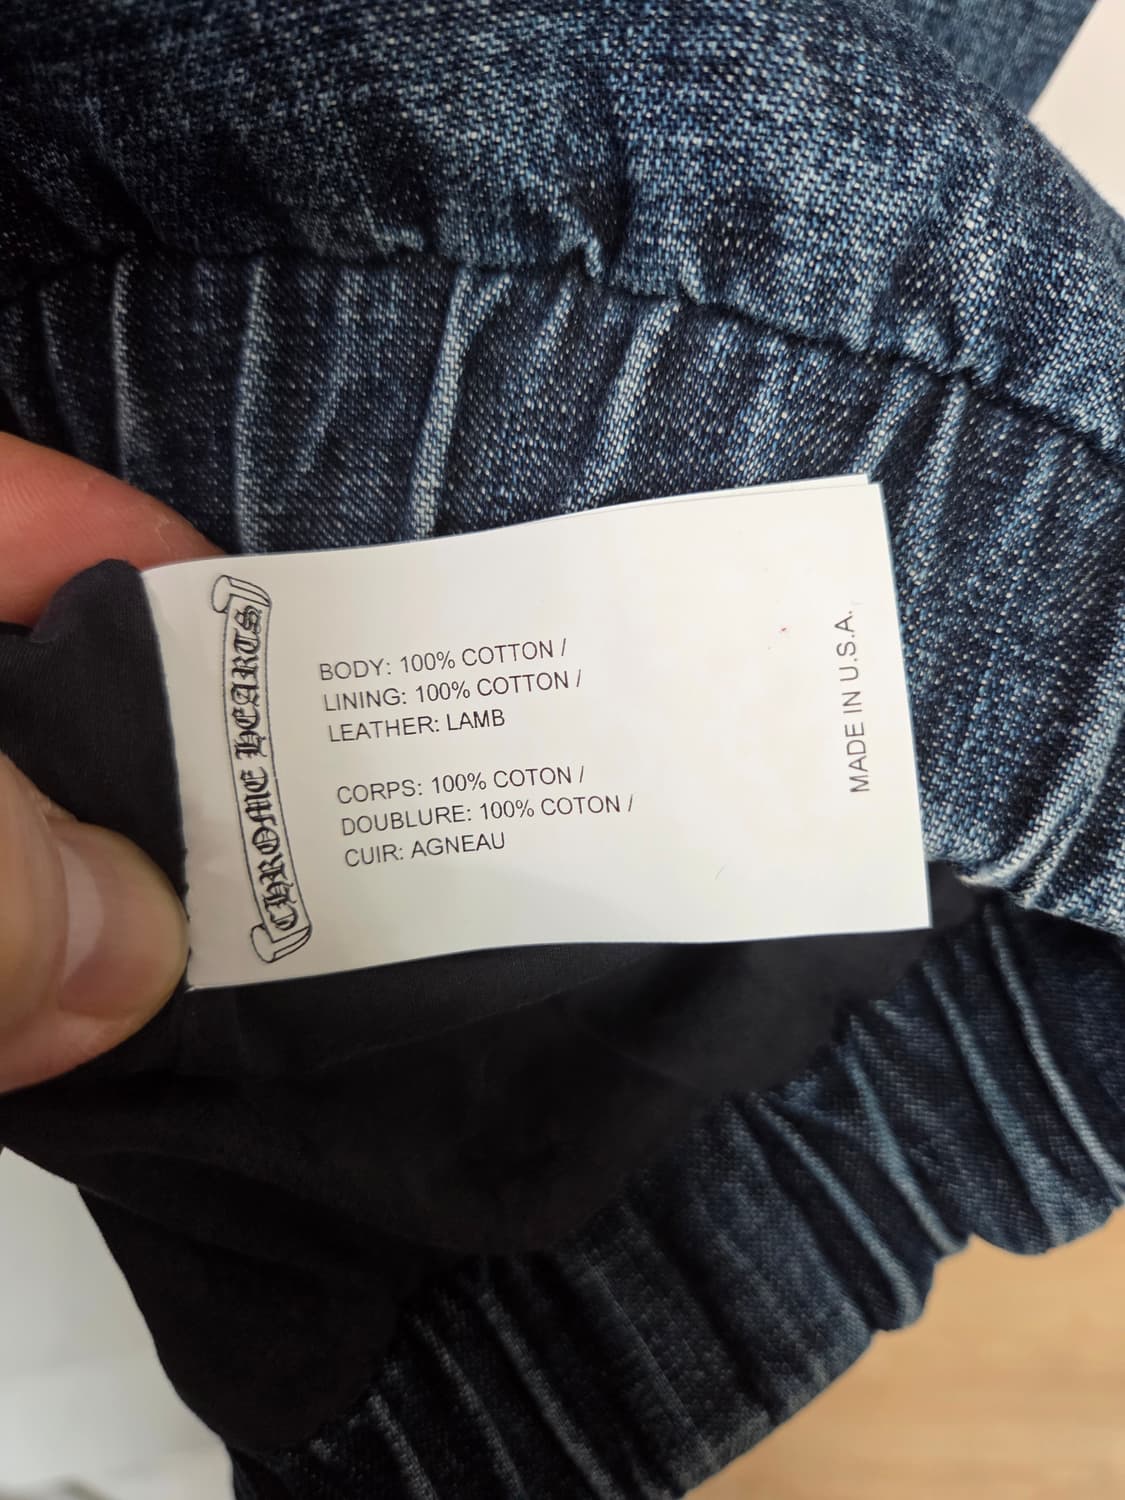 CHROME HEARTS
BODY: 100% COTTON /
LINING: 100% COTTON /
LEATHER: LAMB
CORPS: 100% COTON /
DOUBLURE: 100% COTON /
CUIR: AGNEAU
MADE IN U.S.A.